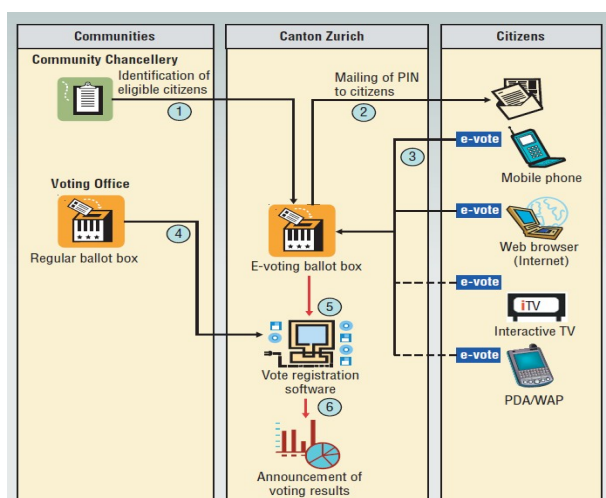 Communities
Canton Zurich
Citizens
Community Chancellery
Identification of
eligible citizens
1
Mailing of PIN
to citizens
2
3
e-vote
Mobile phone
Voting Office
Regular ballot box
4
E-voting ballot box
e-vote
Web browser
(Internet)
e-vote
iTV
Interactive TV
5
Vote registration
software
e-vote
PDA/WAP
6
Announcement of
voting results